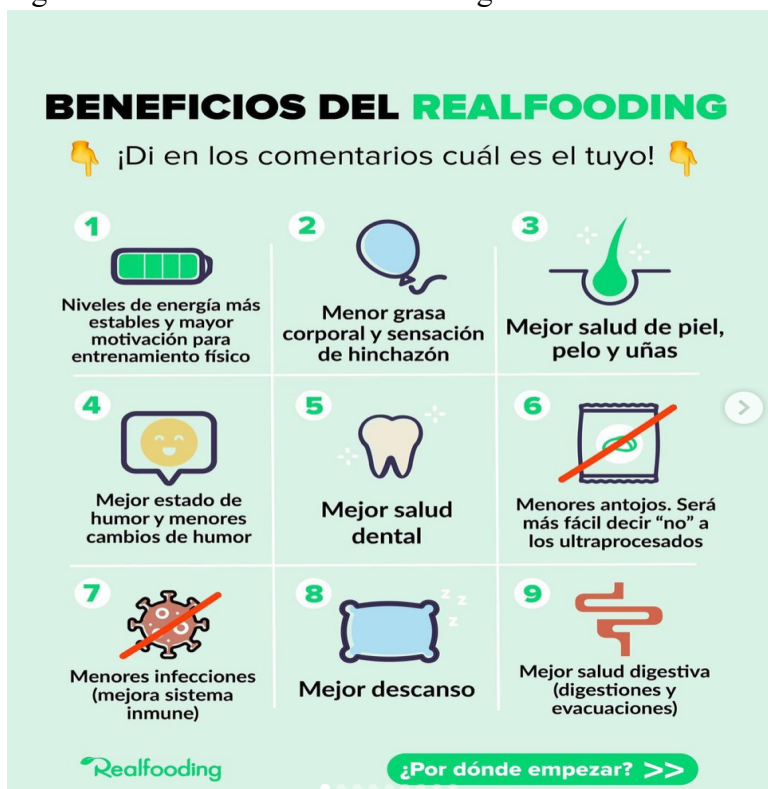 BENEFICIOS DEL REALFOODING
¡Di en los comentarios cuál es el tuyo!
1
Niveles de energía más
estables y mayor
motivación para
entrenamiento físico
2
Menor grasa
corporal y sensación
de hinchazón
3
Mejor salud de piel,
pelo y uñas
4
Mejor estado de
humor y menores
cambios de humor
5
Mejor salud
dental
6
Menores antojos. Será
más fácil decir “no” a
los ultraprocesados
7
Menores infecciones
(mejora sistema
inmune)
8
z z
z
Mejor descanso
9
Mejor salud digestiva
(digestiones y
evacuaciones)
Realfooding
¿Por dónde empezar? >>